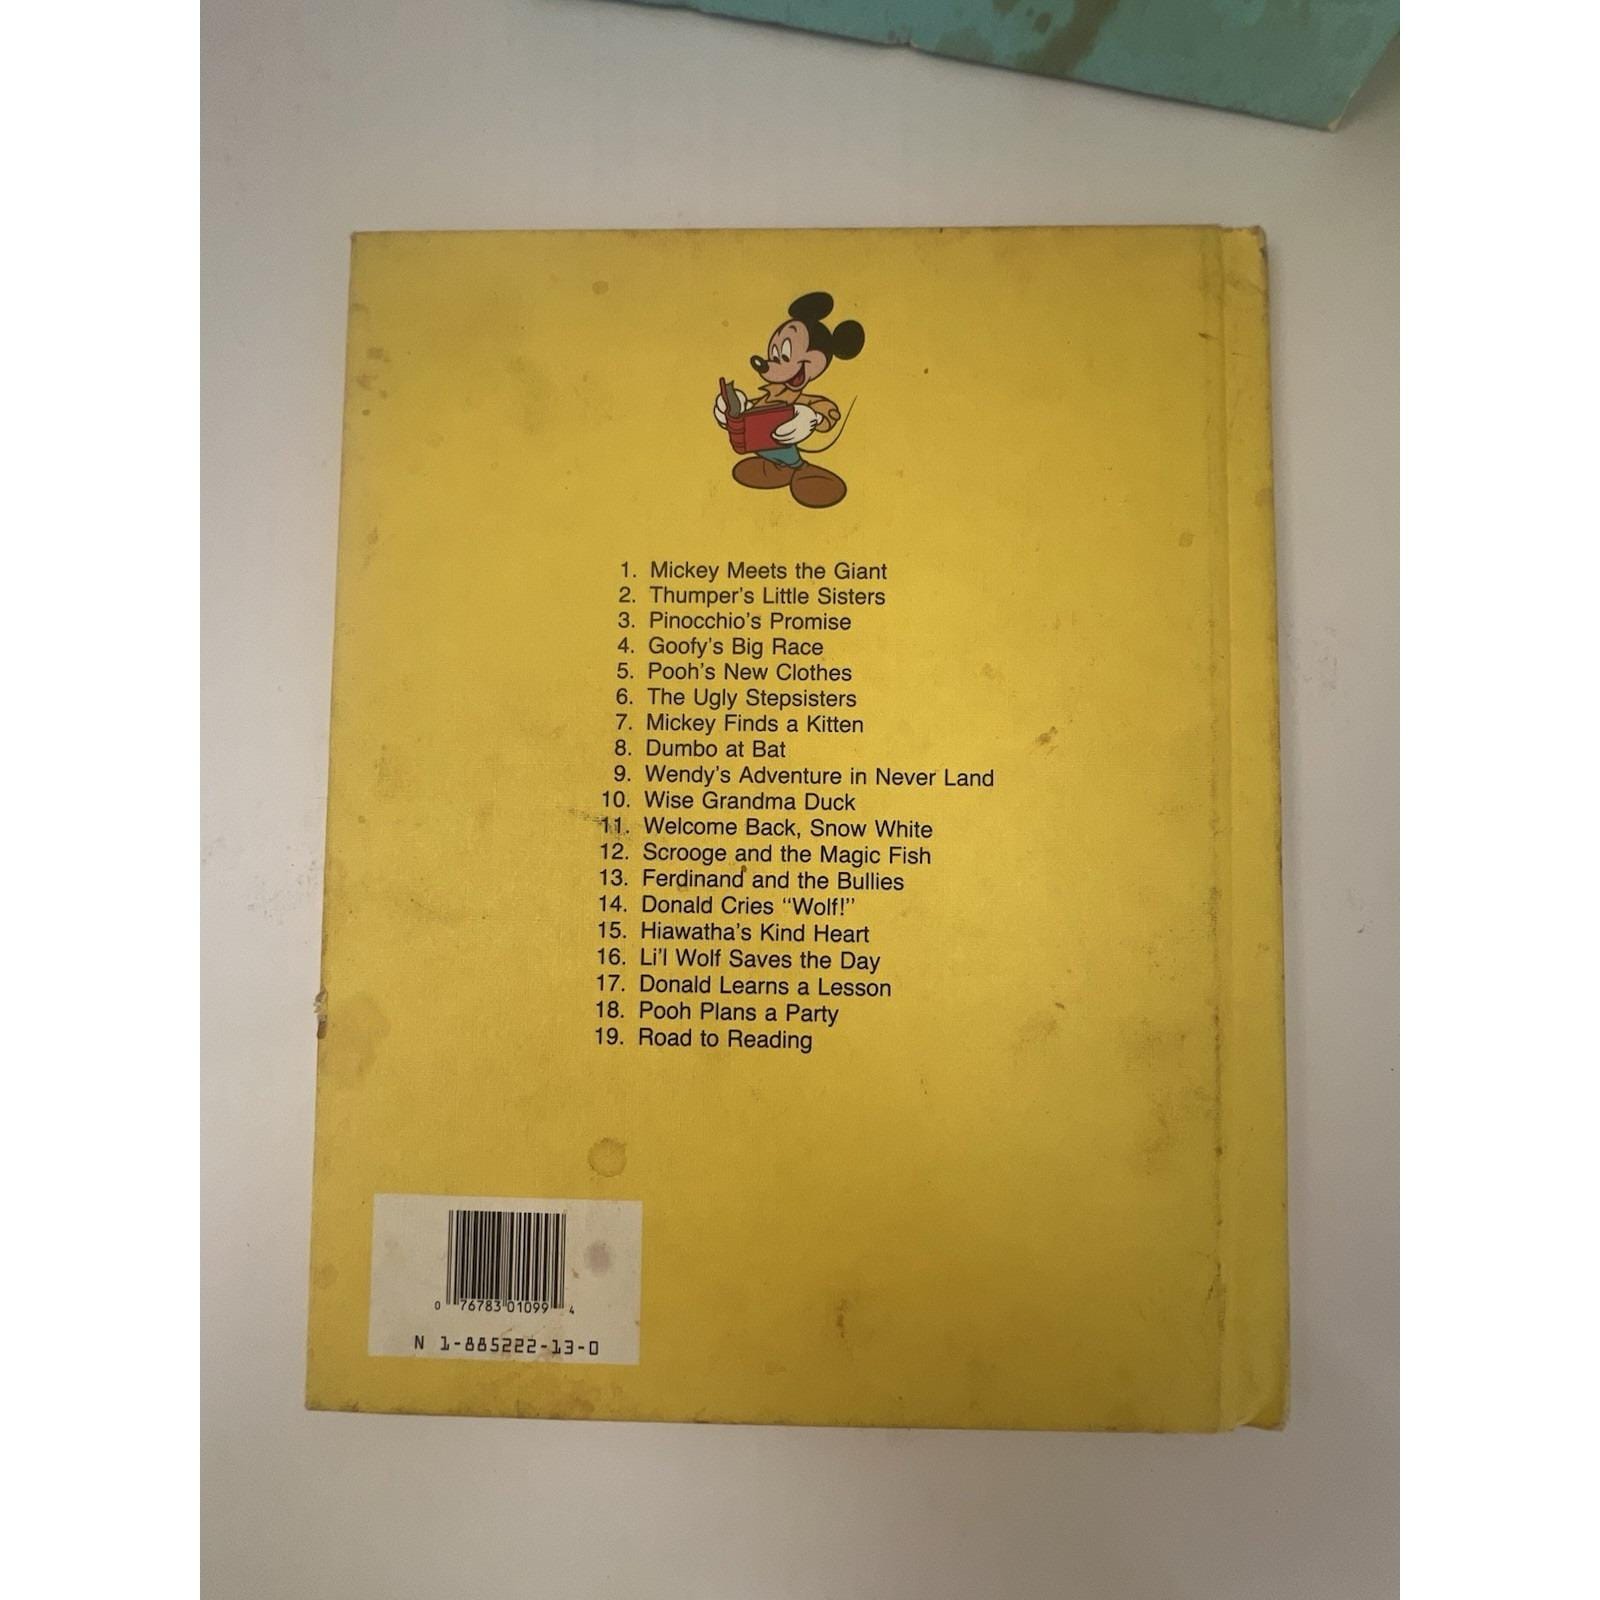 1. Mickey Meets the Giant
2. Thumper's Little Sisters
3. Pinocchio's Promise
4. Goofy's Big Race
5. Pooh's New Clothes
6. The Ugly Stepsisters
7. Mickey Finds a Kitten
8. Dumbo at Bat
9. Wendy's Adventure in Never Land
10. Wise Grandma Duck
11. Welcome Back, Snow White
12. Scrooge and the Magic Fish
13. Ferdinand and the Bullies
14. Donald Cries "Wolf!"
15. Hiawatha's Kind Heart
16. Li'l Wolf Saves the Day
17. Donald Learns a Lesson
18. Pooh Plans a Party
19. Road to Reading
0 76783 01099 4
N 1-885222-13-0